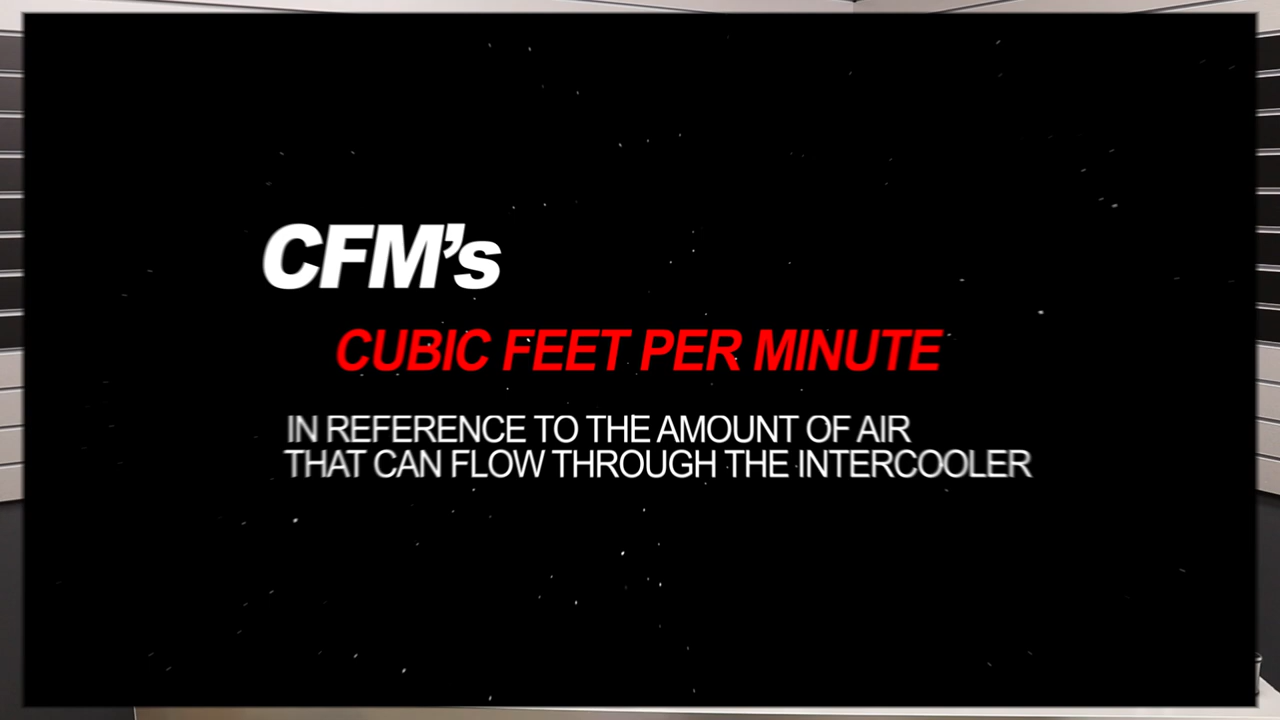 CFM's
CUBIC FEET PER MINUTE
IN REFERENCE TO THE AMOUNT OF AIR
THAT CAN FLOW THROUGH THE INTERCOOLER